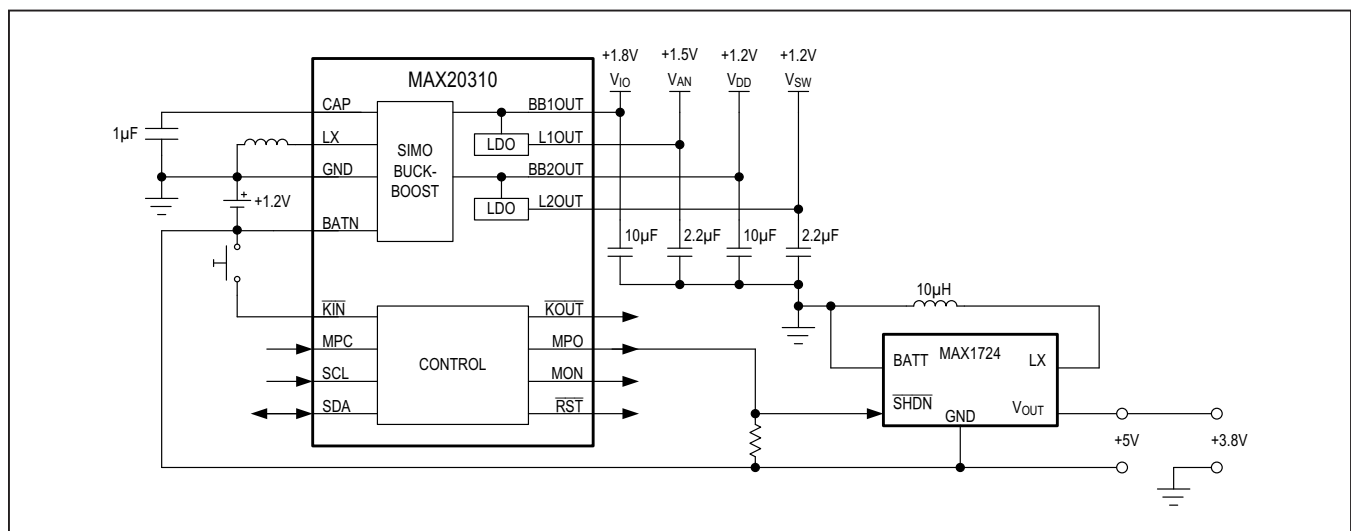 +1.8V +1.5V +1.2V +1.2V
VIO VAN VDD VSW
MAX20310
CAP
1µF
LX
GND
+1.2V
BATN
SIMO
BUCK-
BOOST
BB1OUT
LDO
L1OUT
BB2OUT
LDO
L2OUT
10µF 2.2µF 10µF 2.2µF
KIN
MPC
SCL
SDA
CONTROL
KOUT
MPO
MON
RST
10µH
MAX1724
BATT
LX
SHDN
GND
VOUT
+5V
+3.8V